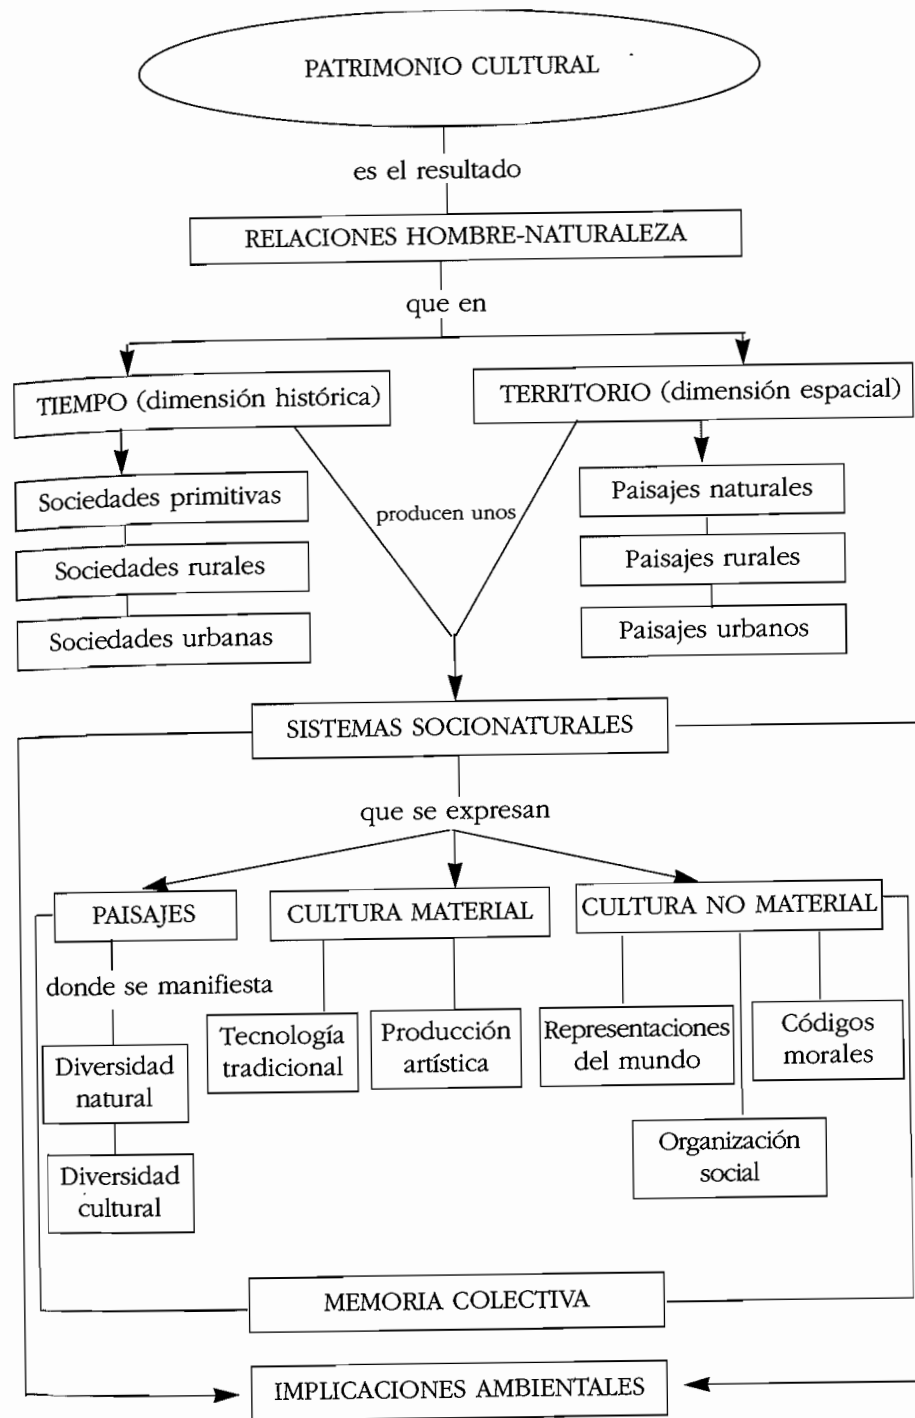 PATRIMONIO CULTURAL
es el resultado
RELACIONES HOMBRE-NATURALEZA
que en
TIEMPO (dimensión histórica)
TERRITORIO (dimensión espacial)
Sociedades primitivas
Sociedades rurales
Sociedades urbanas
producen unos
Paisajes naturales
Paisajes rurales
Paisajes urbanos
SISTEMAS SOCIONATURALES
que se expresan
PAISAJES
CULTURA MATERIAL
CULTURA NO MATERIAL
donde se manifiesta
Diversidad
natural
Diversidad
cultural
Tecnología
tradicional
Producción
artística
Representaciones
del mundo
Organización
social
Códigos
morales
MEMORIA COLECTIVA
IMPLICACIONES AMBIENTALES